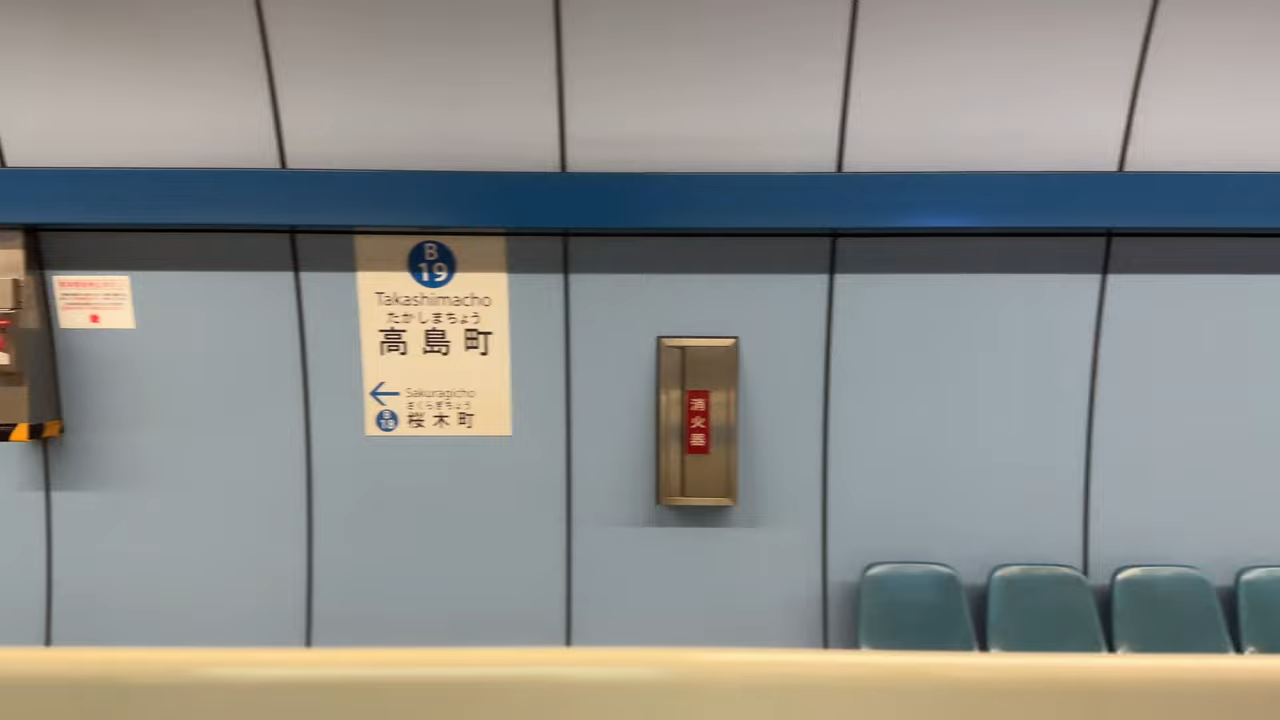 B
19
Takashimacho
たかしまちょう
高島町
Sakuragicho
さくらぎちょう
B
18
桜木町
消
火
器